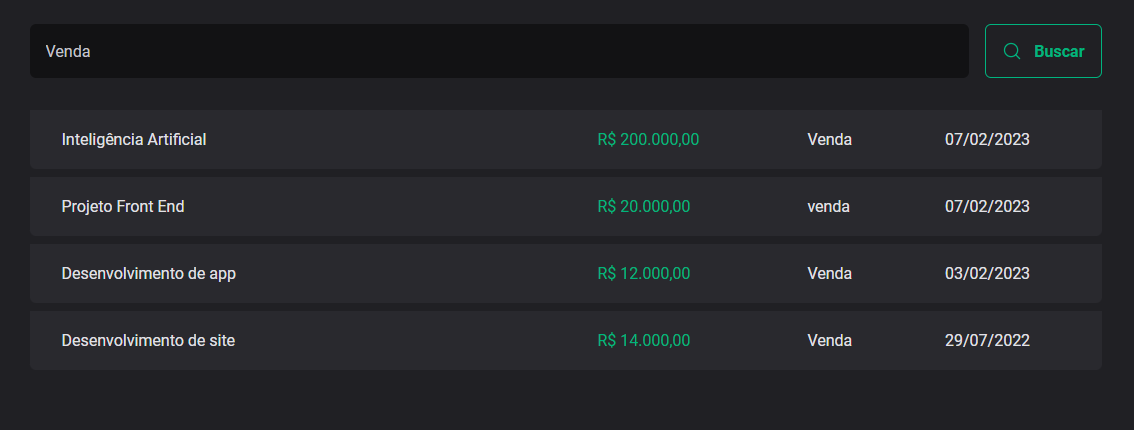 Venda Buscar
Inteligência Artificial R$ 200.000,00 Venda 07/02/2023
Projeto Front End R$ 20.000,00 venda 07/02/2023
Desenvolvimento de app R$ 12.000,00 Venda 03/02/2023
Desenvolvimento de site R$ 14.000,00 Venda 29/07/2022